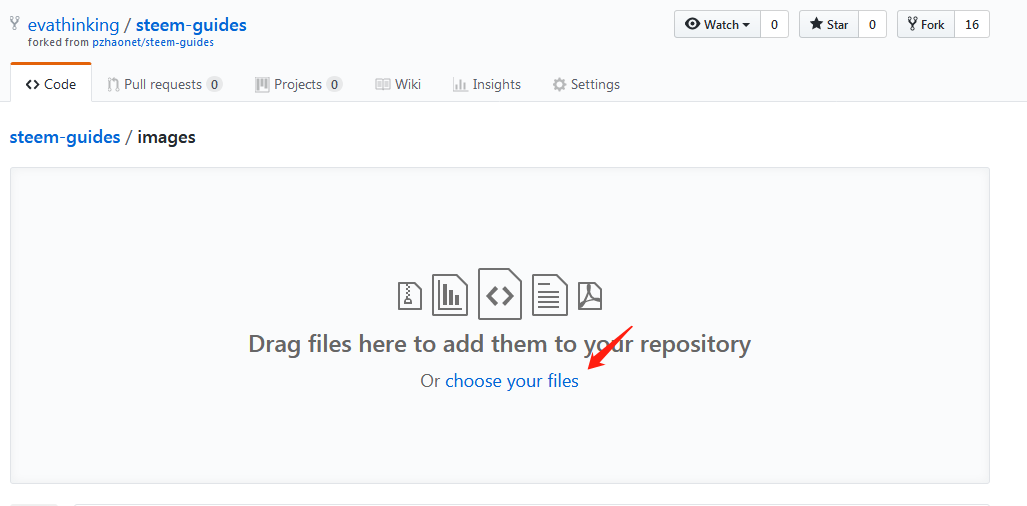 evathinking / steem-guides
Watch 0 Star 0 Fork 16
forked from pzhaonet/steem-guides
Code Pull requests 0 Projects 0 Wiki Insights Settings
steem-guides / images
Drag files here to add them to your repository
Or choose your files